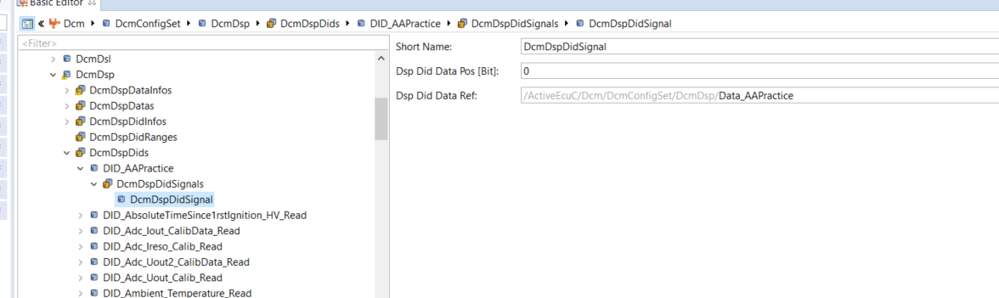 Basic Editor
Dcm DcmConfigSet DcmDsp DcmDspDids DID_AAPractice DcmDspDidSignals DcmDspDidSignal
<Filter>
DcmDsl
DcmDsp
DcmDspDataInfos
DcmDspDatas
DcmDspDidInfos
DcmDspDidRanges
DcmDspDids
DID_AAPractice
DcmDspDidSignals
DcmDspDidSignal
DID_AbsoluteTimeSince1rstIgnition_HV_Read
DID_Adc_Iout_CalibData_Read
DID_Adc_Ireso_Calib_Read
DID_Adc_Uout2_CalibData_Read
DID_Adc_Uout_Calib_Read
DID_Ambient_Temperature_Read
Short Name: DcmDspDidSignal
Dsp Did Data Pos [Bit]: 0
Dsp Did Data Ref: /ActiveEcuC/Dcm/DcmConfigSet/DcmDsp/Data_AAPractice